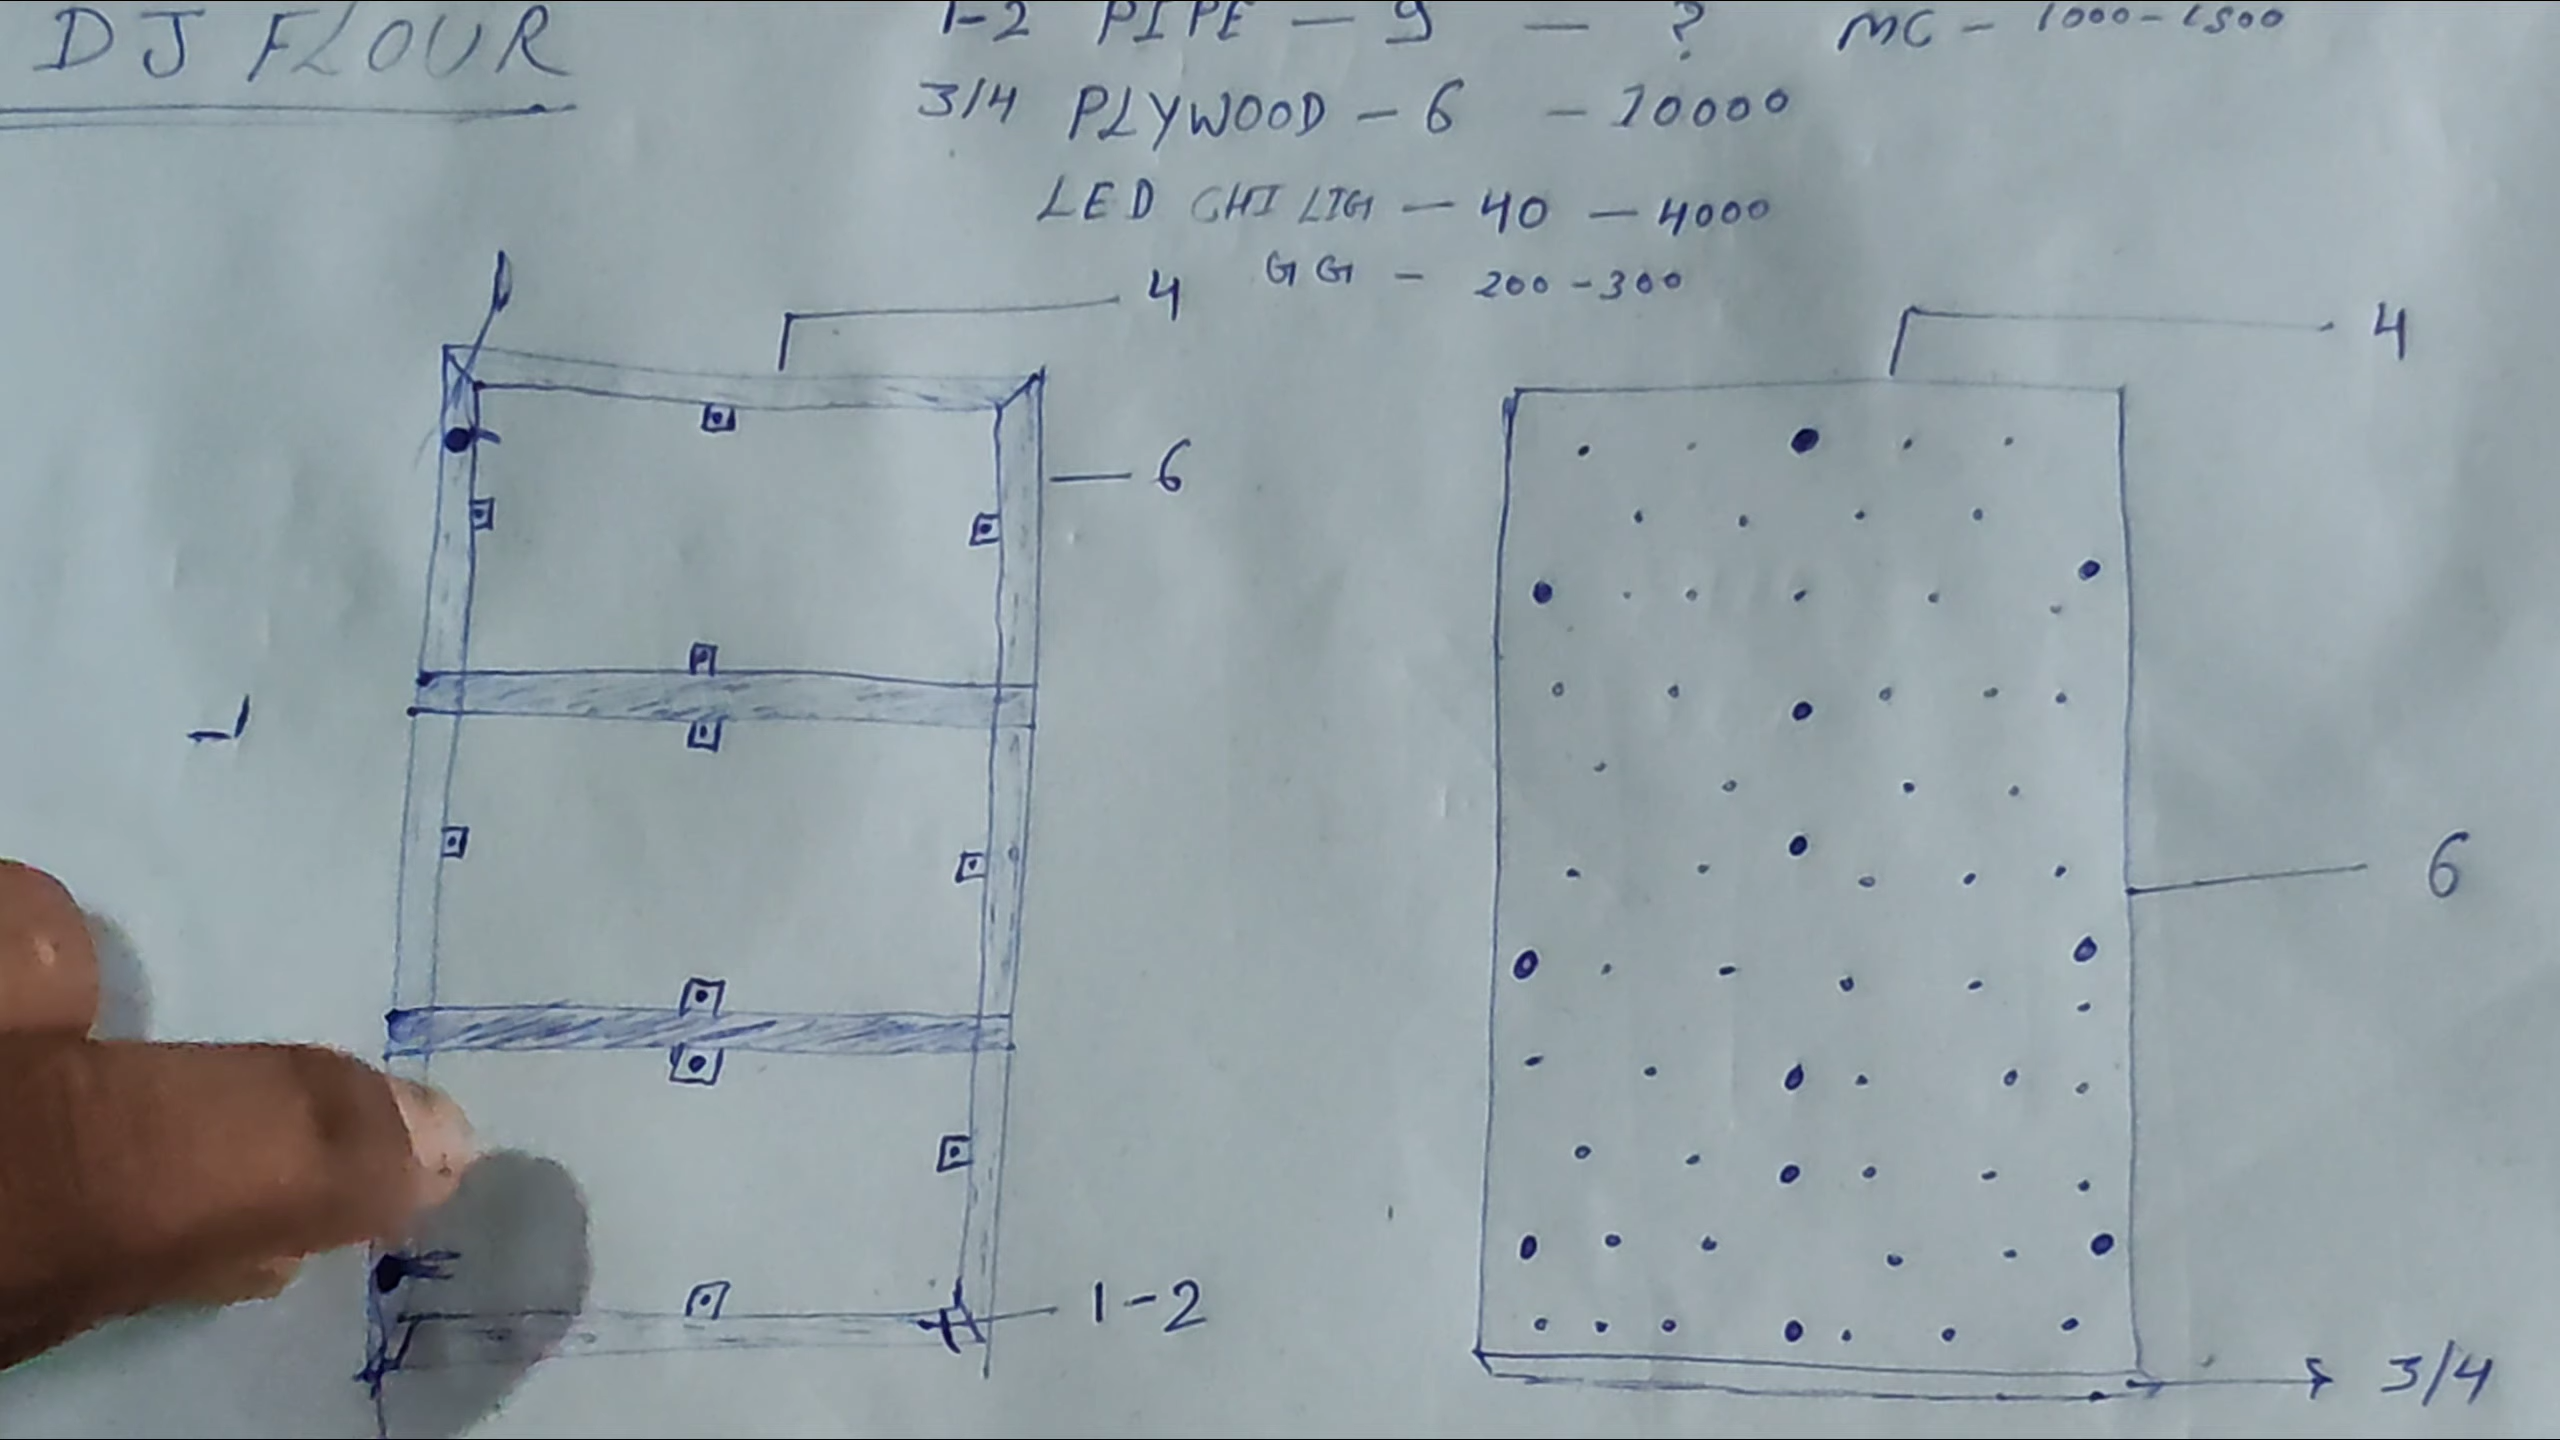 DJ FLOUR
1-2 PIPE - 9 - ? MC - 1000-1500
3/4 PLYWOOD - 6 - 10000
LED CHI LIG - 40 - 4000
GG - 200-300
4
4
6
6
1-2
3/4